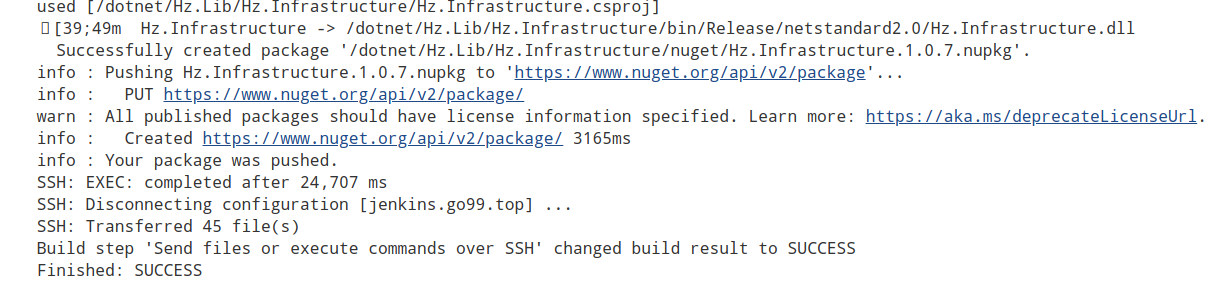 used [/dotnet/Hz.Lib/Hz.Infrastructure/Hz.Infrastructure.csproj]
[39;49m  Hz.Infrastructure -> /dotnet/Hz.Lib/Hz.Infrastructure/bin/Release/netstandard2.0/Hz.Infrastructure.dll
  Successfully created package '/dotnet/Hz.Lib/Hz.Infrastructure/nuget/Hz.Infrastructure.1.0.7.nupkg'.
info : Pushing Hz.Infrastructure.1.0.7.nupkg to 'https://www.nuget.org/api/v2/package'...
info :   PUT https://www.nuget.org/api/v2/package/
warn : All published packages should have license information specified. Learn more: https://aka.ms/deprecateLicenseUrl.
info :   Created https://www.nuget.org/api/v2/package/ 3165ms
info : Your package was pushed.
SSH: EXEC: completed after 24,707 ms
SSH: Disconnecting configuration [jenkins.go99.top] ...
SSH: Transferred 45 file(s)
Build step 'Send files or execute commands over SSH' changed build result to SUCCESS
Finished: SUCCESS